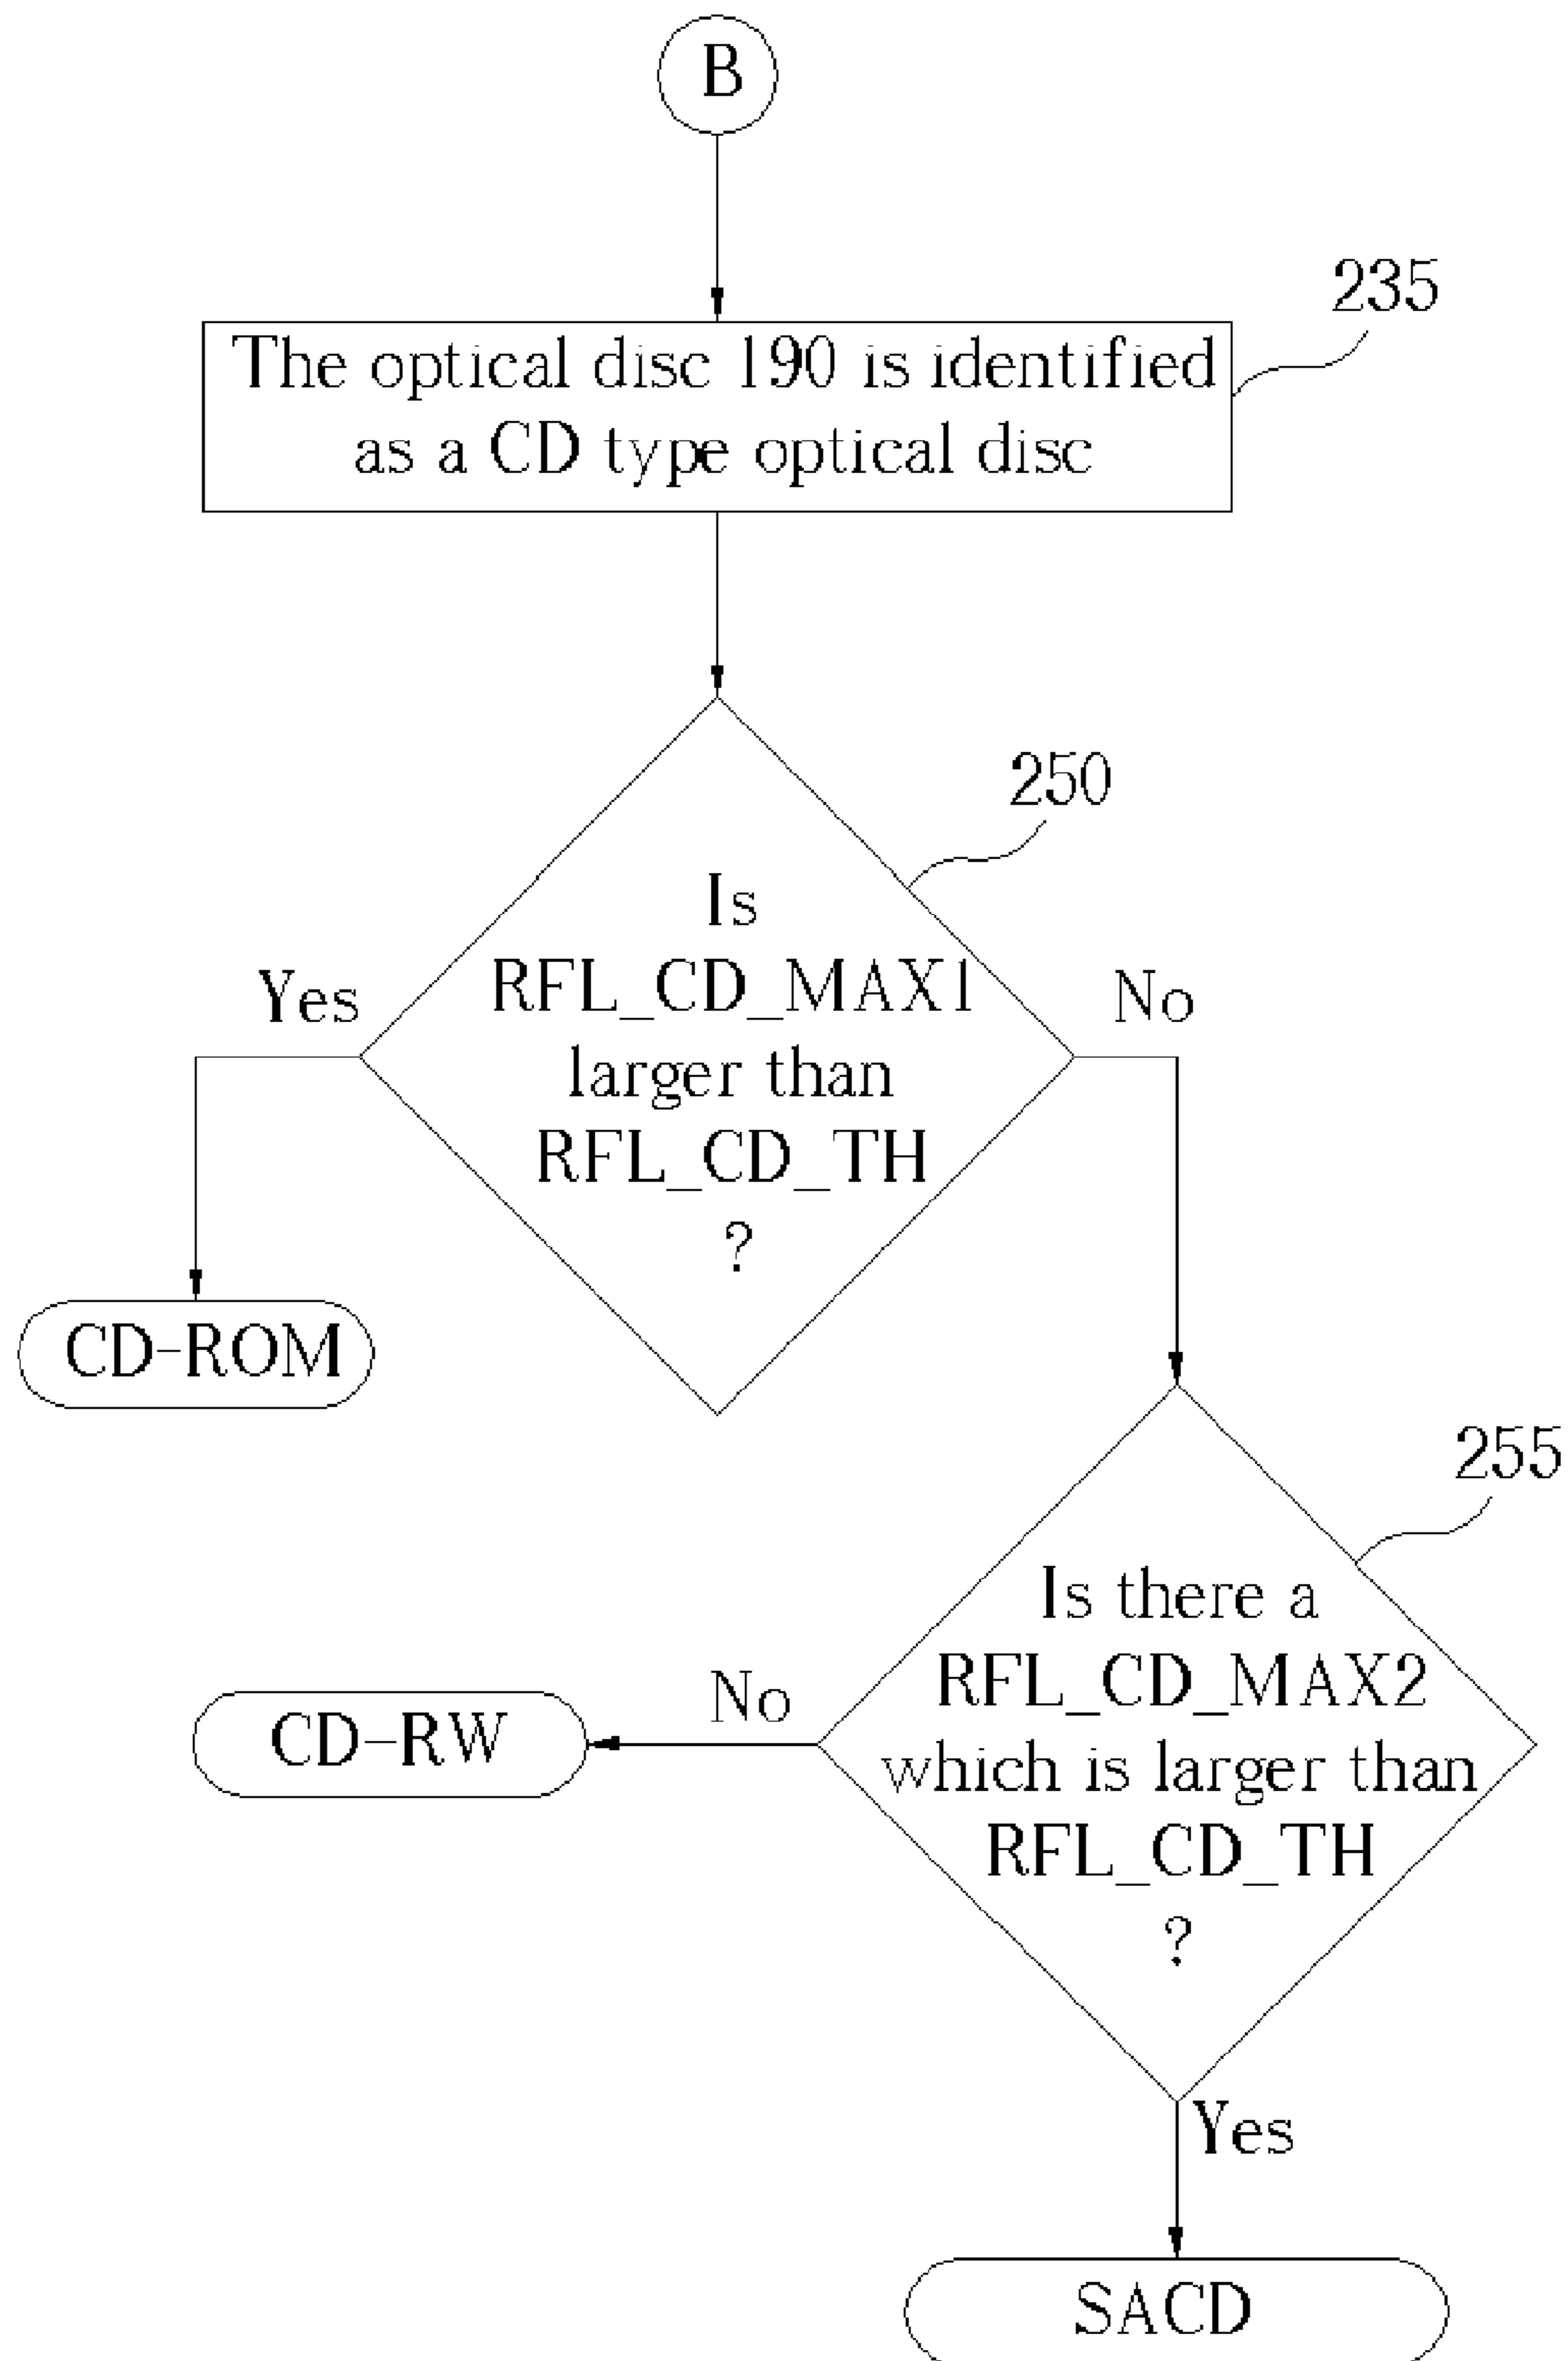 B
235
The optical disc 190 is identified
as a CD type optical disc
250
Is
RFL_CD_MAX1
larger than
RFL_CD_TH
?
Yes
No
CD-ROM
255
Is there a
RFL_CD_MAX2
which is larger than
RFL_CD_TH
?
No
CD-RW
Yes
SACD